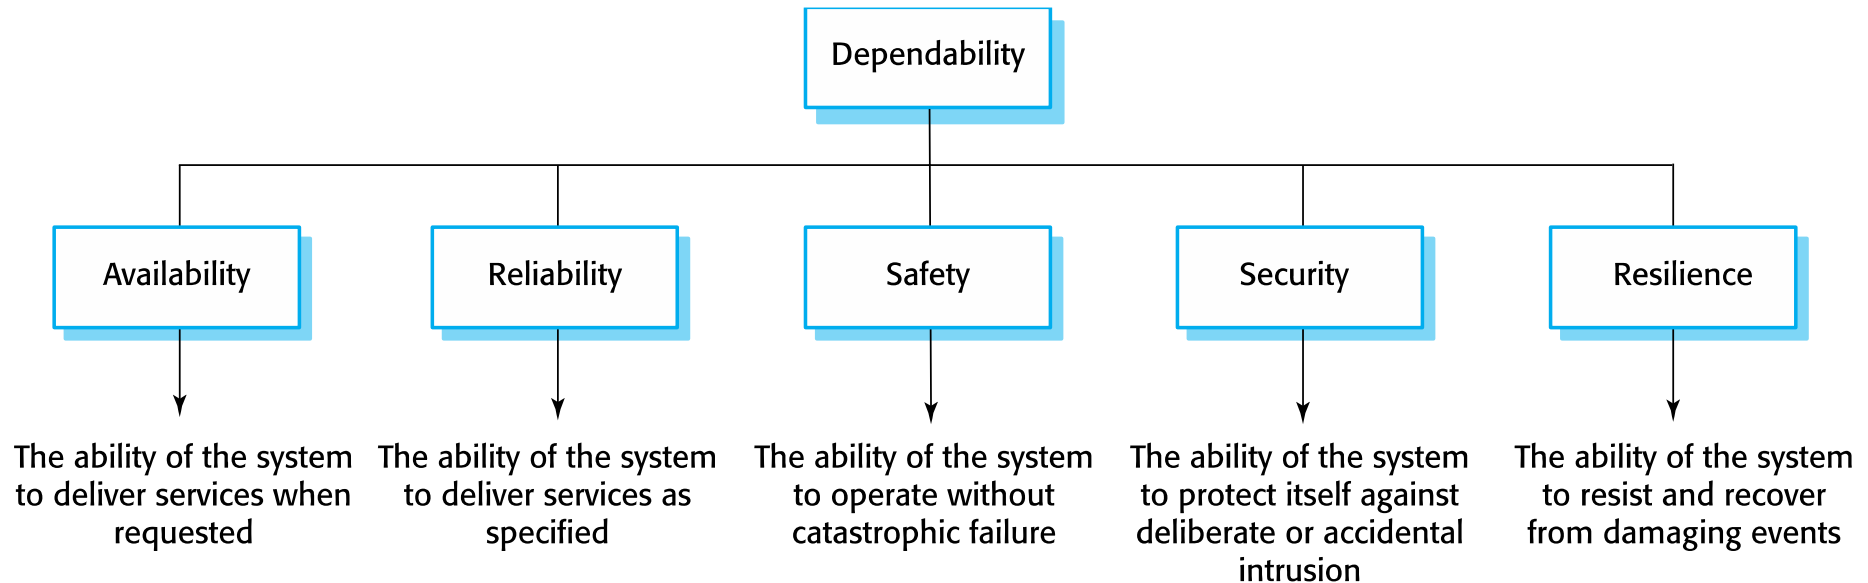 Dependability
Availability
Reliability
Safety
Security
Resilience
The ability of the system
to deliver services when
requested
The ability of the system
to deliver services as
specified
The ability of the system
to operate without
catastrophic failure
The ability of the system
to protect itself against
deliberate or accidental
intrusion
The ability of the system
to resist and recover
from damaging events